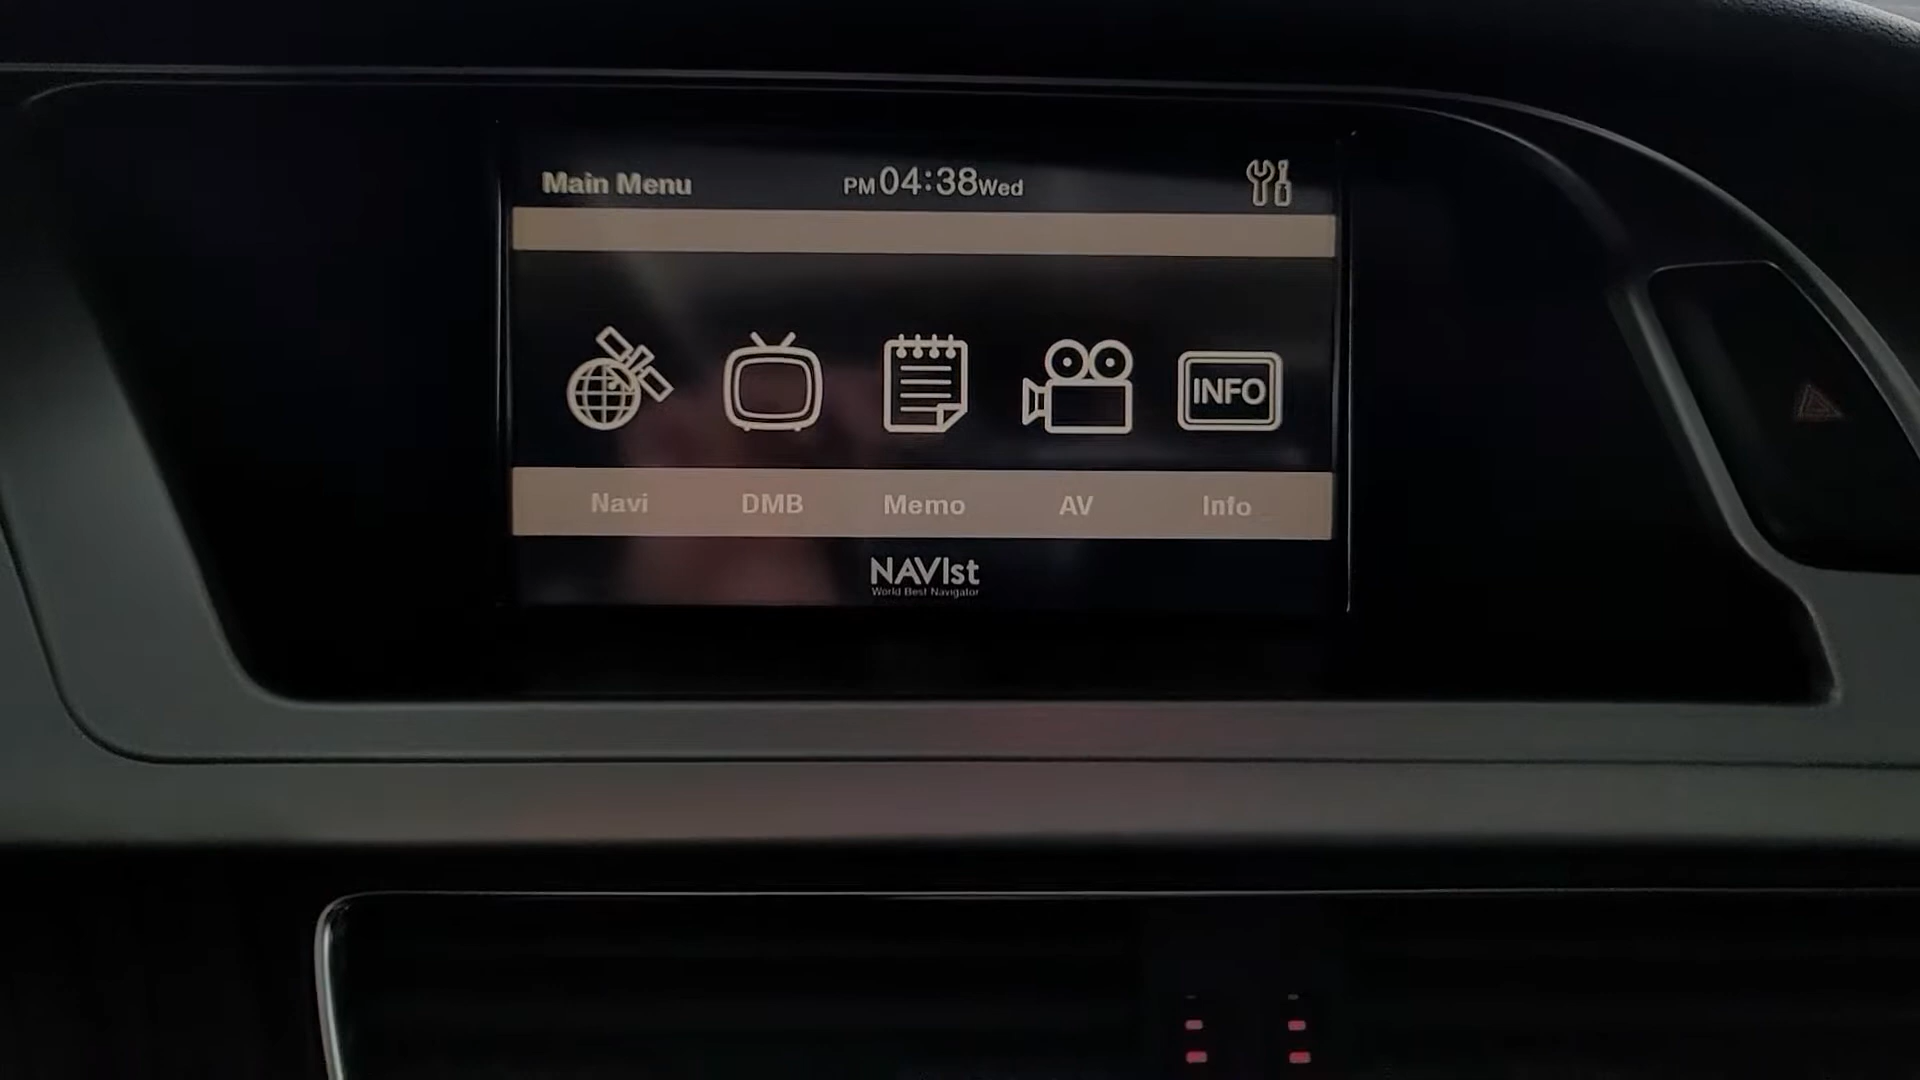 Main Menu
PM 04:38 Wed
INFO
Navi DMB Memo AV Info
NAVIst
World Best Navigator